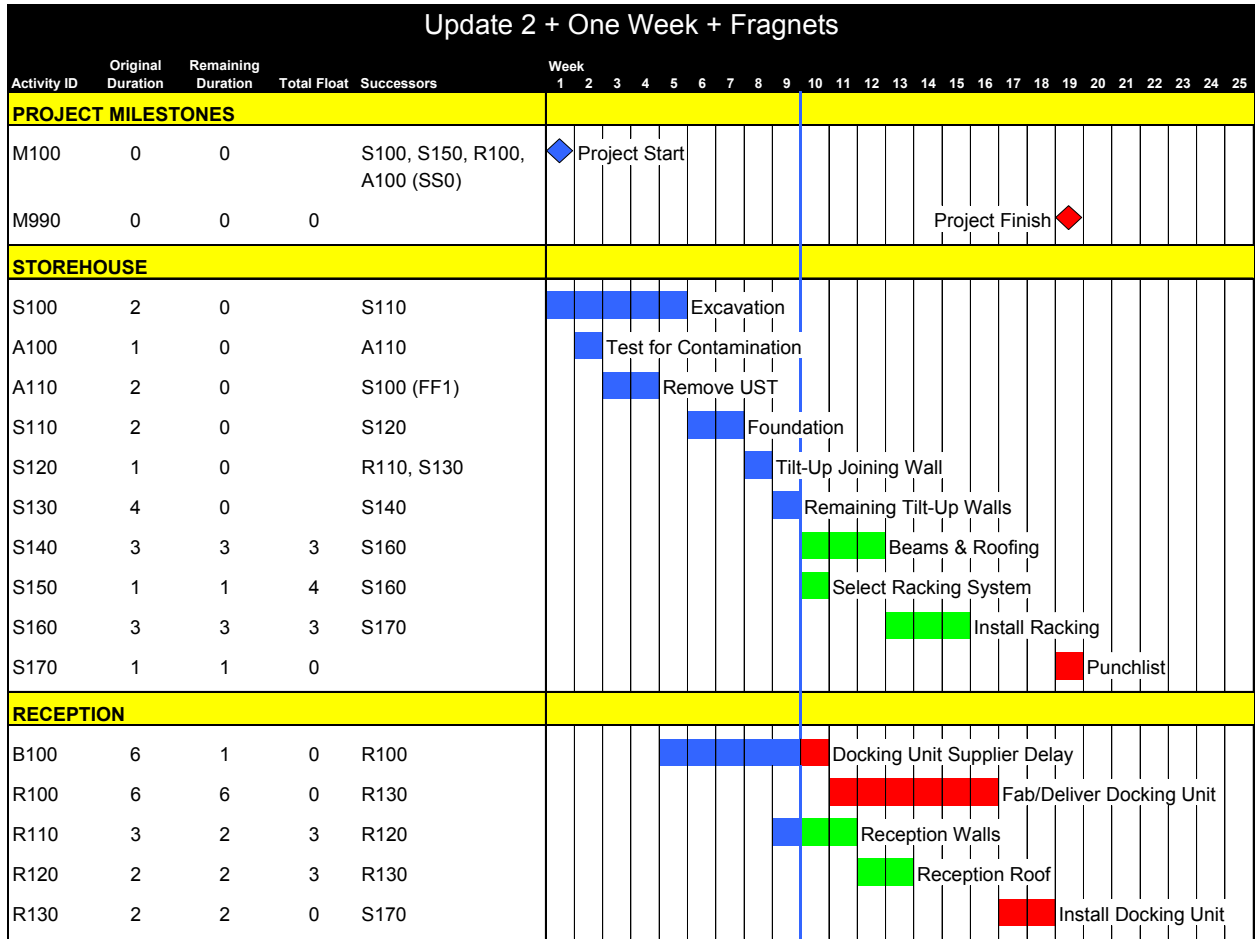 Update 2 + One Week + Fragnets
Original Remaining Week
Activity ID Duration Duration Total Float Successors 1 2 3 4 5 6 7 8 9 10 11 12 13 14 15 16 17 18 19 20 21 22 23 24 25
PROJECT MILESTONES
M100 0 0 S100, S150, R100, Project Start
A100 (SS0)
M990 0 0 0 Project Finish
STOREHOUSE
S100 2 0 S110 Excavation
A100 1 0 A110 Test for Contamination
A110 2 0 S100 (FF1) Remove UST
S110 2 0 S120 Foundation
S120 1 0 R110, S130 Tilt-Up Joining Wall
S130 4 0 S140 Remaining Tilt-Up Walls
S140 3 3 3 S160 Beams & Roofing
S150 1 1 4 S160 Select Racking System
S160 3 3 3 S170 Install Racking
S170 1 1 0 Punchlist
RECEPTION
B100 6 1 0 R100 Docking Unit Supplier Delay
R100 6 6 0 R130 Fab/Deliver Docking Unit
R110 3 2 3 R120 Reception Walls
R120 2 2 3 R130 Reception Roof
R130 2 2 0 S170 Install Docking Unit